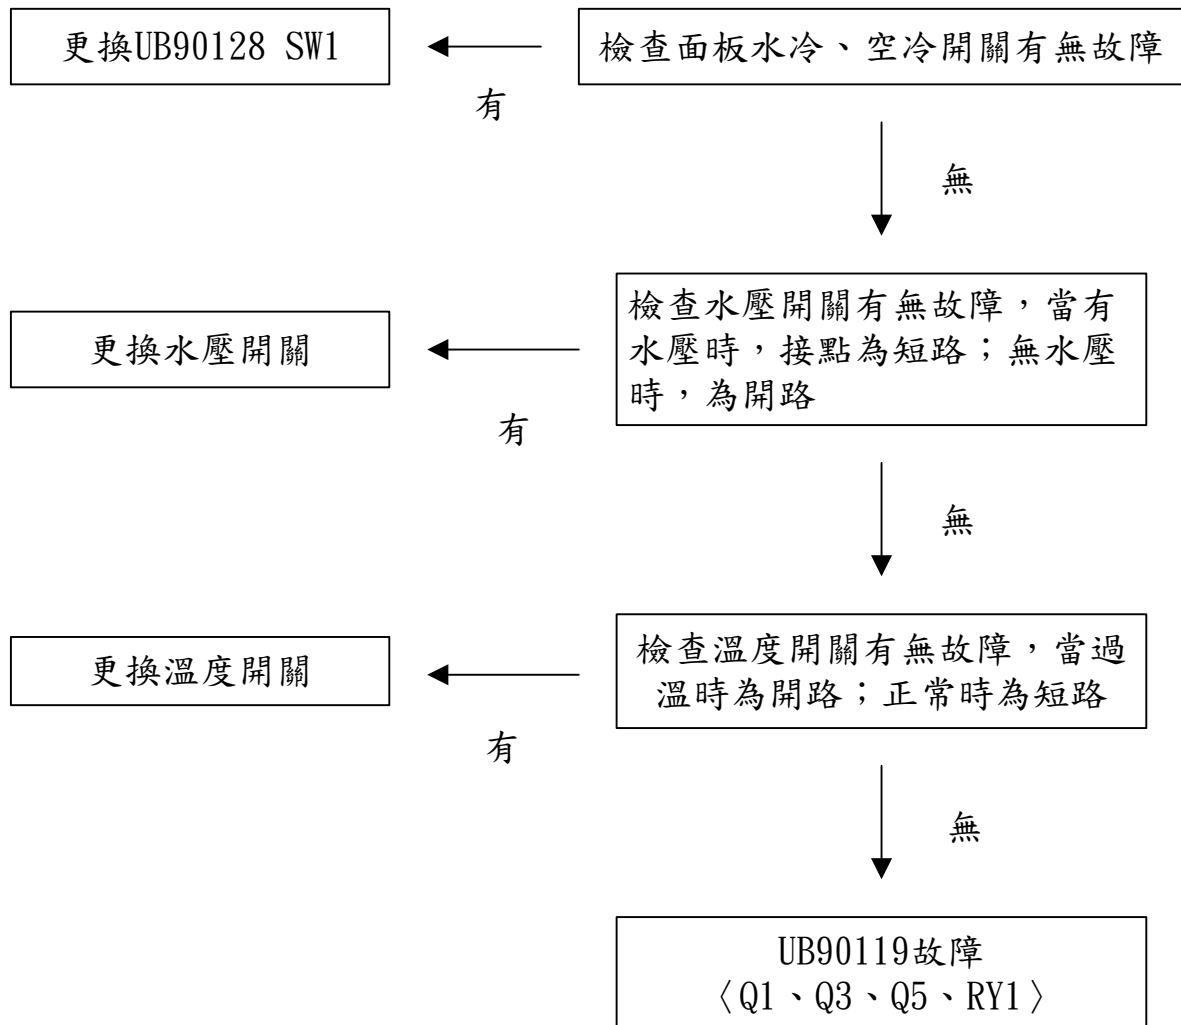 更換UB90128 SW1
檢查面板水冷、空冷開關有無故障
有
無
更換水壓開關
檢查水壓開關有無故障，當有
水壓時，接點為短路；無水壓
時，為開路
有
無
更換溫度開關
檢查溫度開關有無故障，當過
溫時為開路；正常時為短路
有
無
UB90119故障
〈Q1、Q3、Q5、RY1〉